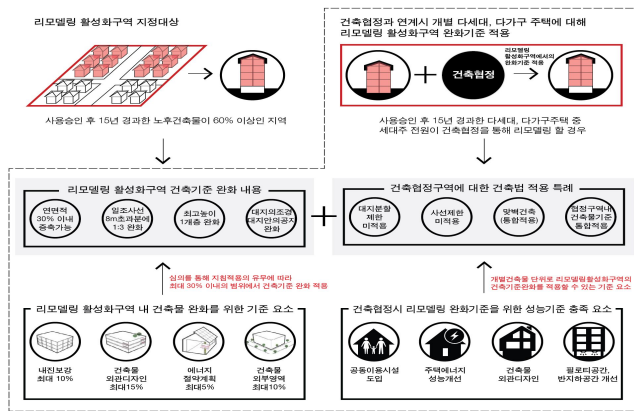 리모델링 활성화구역 지정대상
사용승인 후 15년 경과한 노후건축물이 60% 이상인 지역
건축협정과 연계시 개별 다세대, 다가구 주택에 대해
리모델링 활성화구역 완화기준 적용
건축협정
리모델링
활성화구역에서의
완화기준 적용
사용승인 후 15년 경과한 다세대, 다가구주택 중
세대주 전원이 건축협정을 통해 리모델링 할 경우
리모델링 활성화구역 건축기준 완화 내용
연면적
30% 이내
증축가능
일조사선
8m초과분에
1:3 완화
최고높이
1개층 완화
대지의조경
대지안의공지
완화
건축협정구역에 대한 건축법 적용 특례
대지분할
제한
미적용
사선제한
미적용
맞벽건축
(통합적용)
협정구역내
건축물기준
통합적용
심의를 통해 지침적용의 유무에 따라
최대 30% 이내의 범위에서 건축기준 완화 적용
개별건축물 단위로 리모델링활성화구역의
건축기준완화를 적용할 수 있는 기준 요소
리모델링 활성화구역 내 건축물 완화를 위한 기준 요소
내진보강
최대 10%
건축물
외관디자인
최대15%
에너지
절약계획
최대5%
건축물
외부영역
최대10%
건축협정시 리모델링 완화기준을 위한 성능기준 충족 요소
공동이용시설
도입
주택에너지
성능개선
건축물
외관디자인
필로티공간,
반지하공간 개선